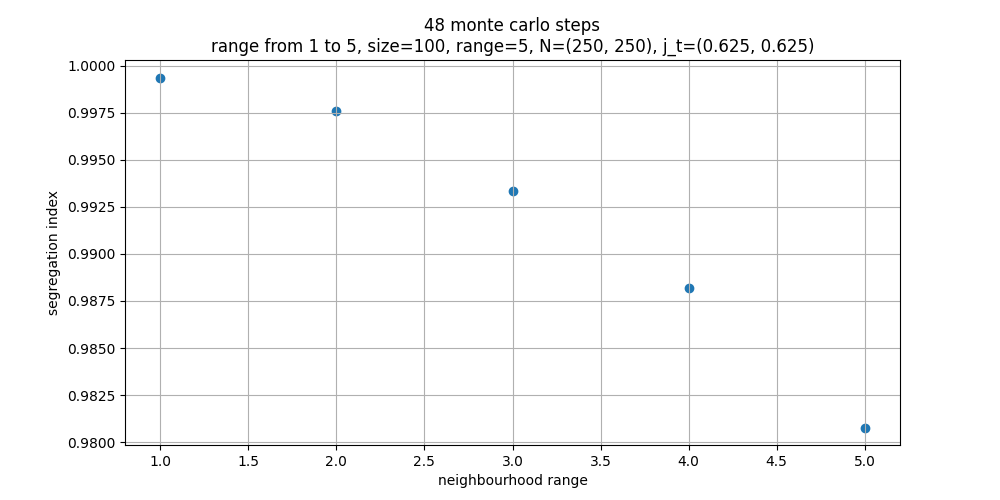 48 monte carlo steps
range from 1 to 5, size=100, range=5, N=(250, 250), j_t=(0.625, 0.625)
1.0000
0.9975
0.9950
0.9925
0.9900
0.9875
0.9850
0.9825
0.9800
segregation index
1.0 1.5 2.0 2.5 3.0 3.5 4.0 4.5 5.0
neighbourhood range